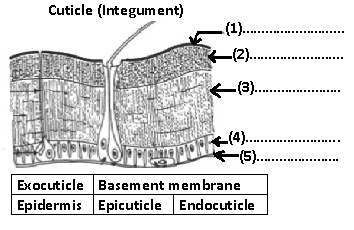 Cuticle (Integument)
(1)........................
(2)........................
(3)........................
(4)........................
(5)........................
Exocuticle Basement membrane
Epidermis Epicuticle Endocuticle